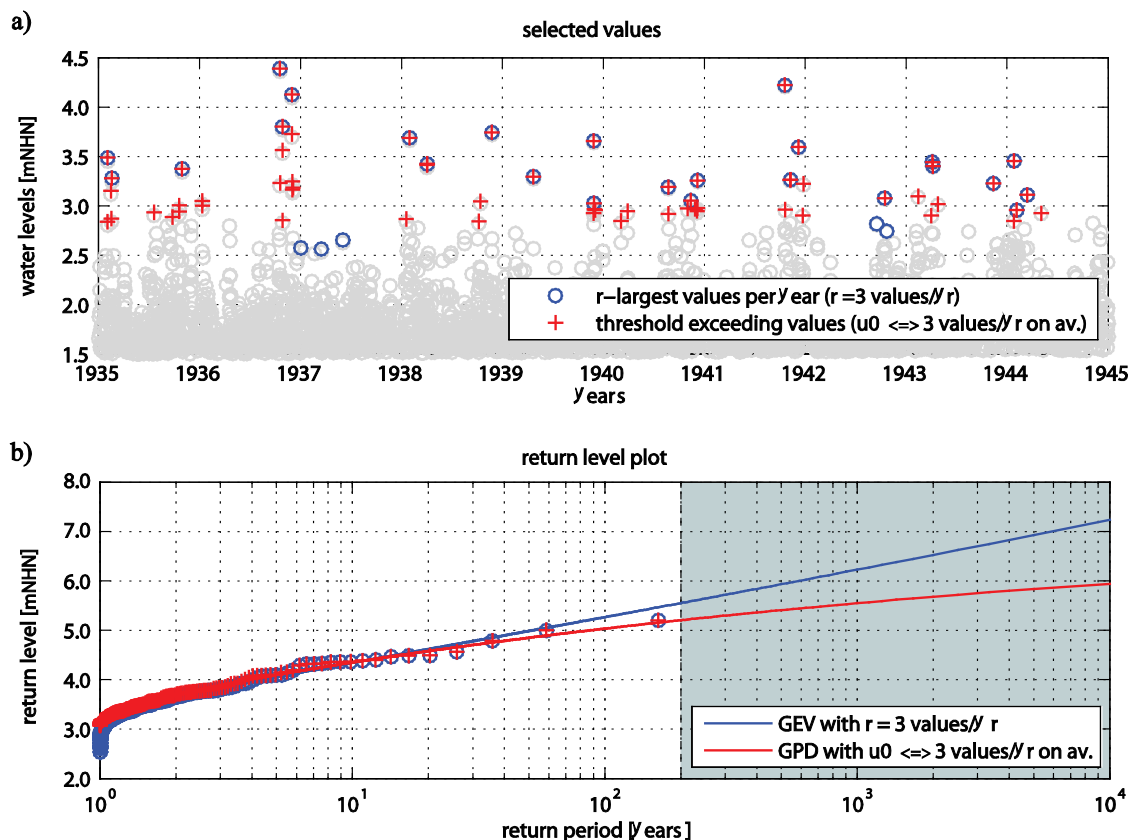 a)
selected values
4.5
4.0
3.5
3.0
2.5
2.0
1.5
water levels [mNHN]
r-largest values per year (r =3 values/yr)
threshold exceeding values (u0 <=> 3 values/yr on av.)
1935 1936 1937 1938 1939 1940 1941 1942 1943 1944 1945
years
b)
return level plot
8.0
7.0
6.0
5.0
4.0
3.0
2.0
return level [mNHN]
GEV with r = 3 values/y r
GPD with u0 <=> 3 values/y r on av.
10^0 10^1 10^2 10^3 10^4
return period [years]